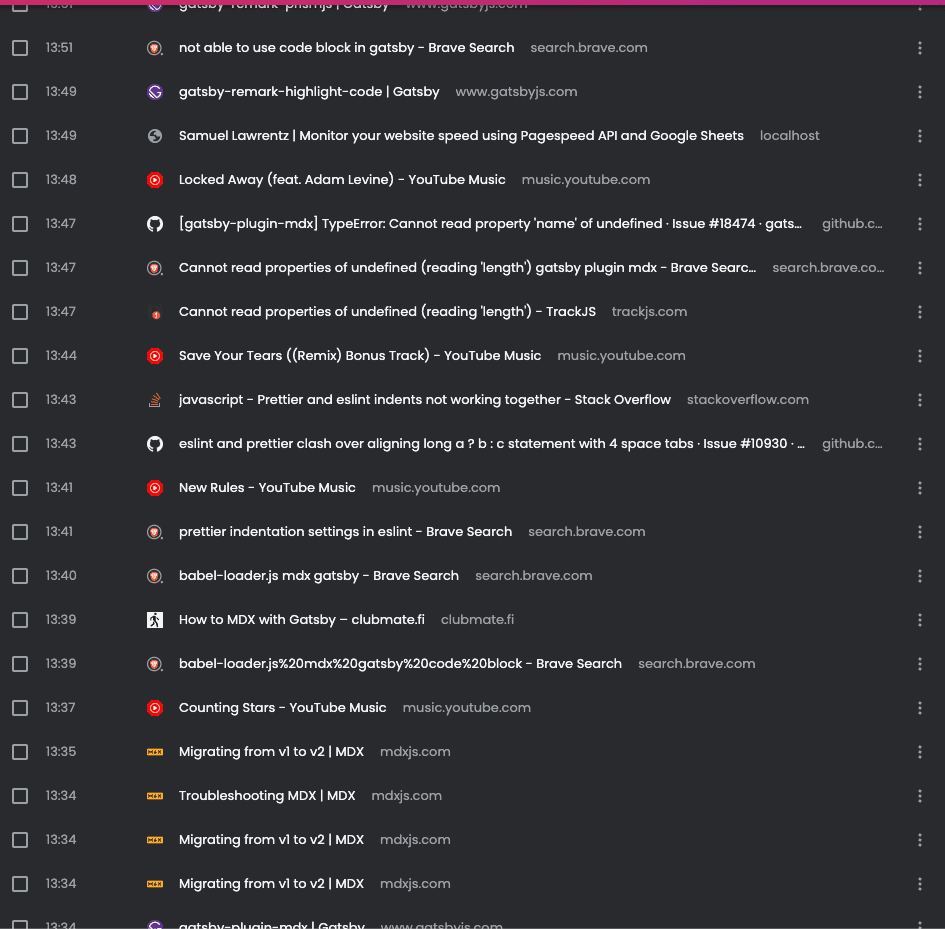 13:51 gatsby-remark-prismjs | Gatsby www.gatsbyjs.com
13:51 not able to use code block in gatsby - Brave Search search.brave.com
13:49 gatsby-remark-highlight-code | Gatsby www.gatsbyjs.com
13:49 Samuel Lawrentz | Monitor your website speed using Pagespeed API and Google Sheets localhost
13:48 Locked Away (feat. Adam Levine) - YouTube Music music.youtube.com
13:47 [gatsby-plugin-mdx] TypeError: Cannot read property 'name' of undefined · Issue #18474 · gats... github.c...
13:47 Cannot read properties of undefined (reading 'length') gatsby plugin mdx - Brave Searc... search.brave.co...
13:47 Cannot read properties of undefined (reading 'length') - TrackJS trackjs.com
13:44 Save Your Tears ((Remix) Bonus Track) - YouTube Music music.youtube.com
13:43 javascript - Prettier and eslint indents not working together - Stack Overflow stackoverflow.com
13:43 eslint and prettier clash over aligning long a ? b : c statement with 4 space tabs · Issue #10930 · ... github.c...
13:41 New Rules - YouTube Music music.youtube.com
13:41 prettier indentation settings in eslint - Brave Search search.brave.com
13:40 babel-loader.js mdx gatsby - Brave Search search.brave.com
13:39 How to MDX with Gatsby – clubmate.fi clubmate.fi
13:39 babel-loader.js%20mdx%20gatsby%20code%20block - Brave Search search.brave.com
13:37 Counting Stars - YouTube Music music.youtube.com
13:35 Migrating from v1 to v2 | MDX mdxjs.com
13:34 Troubleshooting MDX | MDX mdxjs.com
13:34 Migrating from v1 to v2 | MDX mdxjs.com
13:34 Migrating from v1 to v2 | MDX mdxjs.com
13:34 gatsby-plugin-mdx | Gatsby www.gatsbyjs.com